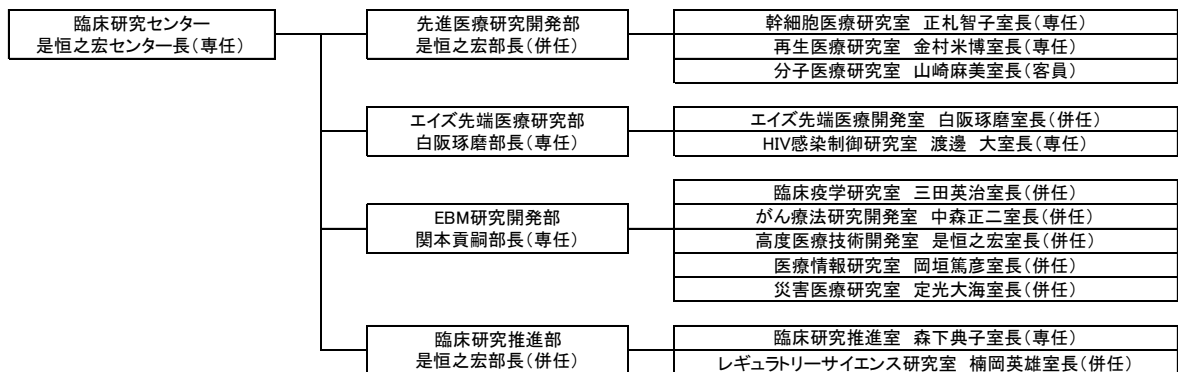 臨床研究センター
是恒之宏センター長(専任)
先進医療研究開発部
是恒之宏部長(併任)
幹細胞医療研究室 正札智子室長(専任)
再生医療研究室 金村米博室長(専任)
分子医療研究室 山崎麻美室長(客員)
エイズ先端医療研究部
白阪琢磨部長(専任)
エイズ先端医療開発室 白阪琢磨室長(併任)
HIV感染制御研究室 渡邊 大室長(専任)
EBM研究開発部
関本貢嗣部長(専任)
臨床疫学研究室 三田英治室長(併任)
がん療法研究開発室 中森正二室長(併任)
高度医療技術開発室 是恒之宏室長(併任)
医療情報研究室 岡垣篤彦室長(併任)
災害医療研究室 定光大海室長(併任)
臨床研究推進部
是恒之宏部長(併任)
臨床研究推進室 森下典子室長(専任)
レギュラトリーサイエンス研究室 楠岡英雄室長(併任)